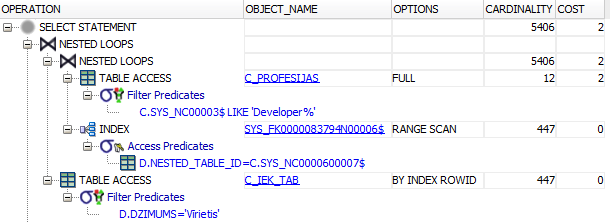 OPERATION OBJECT_NAME OPTIONS CARDINALITY COST
SELECT STATEMENT 5406 2
NESTED LOOPS
NESTED LOOPS 5406 2
TABLE ACCESS C_PROFESIJAS FULL 12 2
Filter Predicates
C.SYS_NC00003$ LIKE 'Developer%'
INDEX SYS_FK0000083794N00006$ RANGE SCAN 447 0
Access Predicates
D.NESTED_TABLE_ID=C.SYS_NC0000600007$
TABLE ACCESS C_IEK_TAB BY INDEX ROWID 447 0
Filter Predicates
D.DZIMUMS='Virietis'